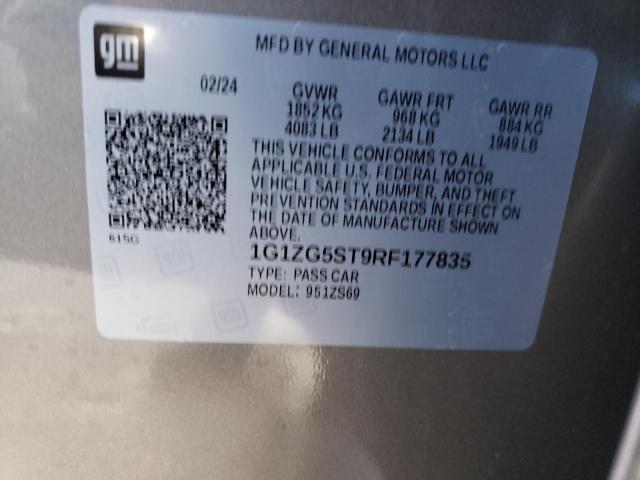 gm
MFD BY GENERAL MOTORS LLC
02/24
GVWR
1852 KG
4083 LB
GAWR FRT
968 KG
2134 LB
GAWR RR
884 KG
1949 LB
THIS VEHICLE CONFORMS TO ALL
APPLICABLE U.S. FEDERAL MOTOR
VEHICLE SAFETY, BUMPER, AND THEFT
PREVENTION STANDARDS IN EFFECT ON
THE DATE OF MANUFACTURE SHOWN
ABOVE.
615G
1G1ZG5ST9RF177835
TYPE: PASS CAR
MODEL: 951ZS69